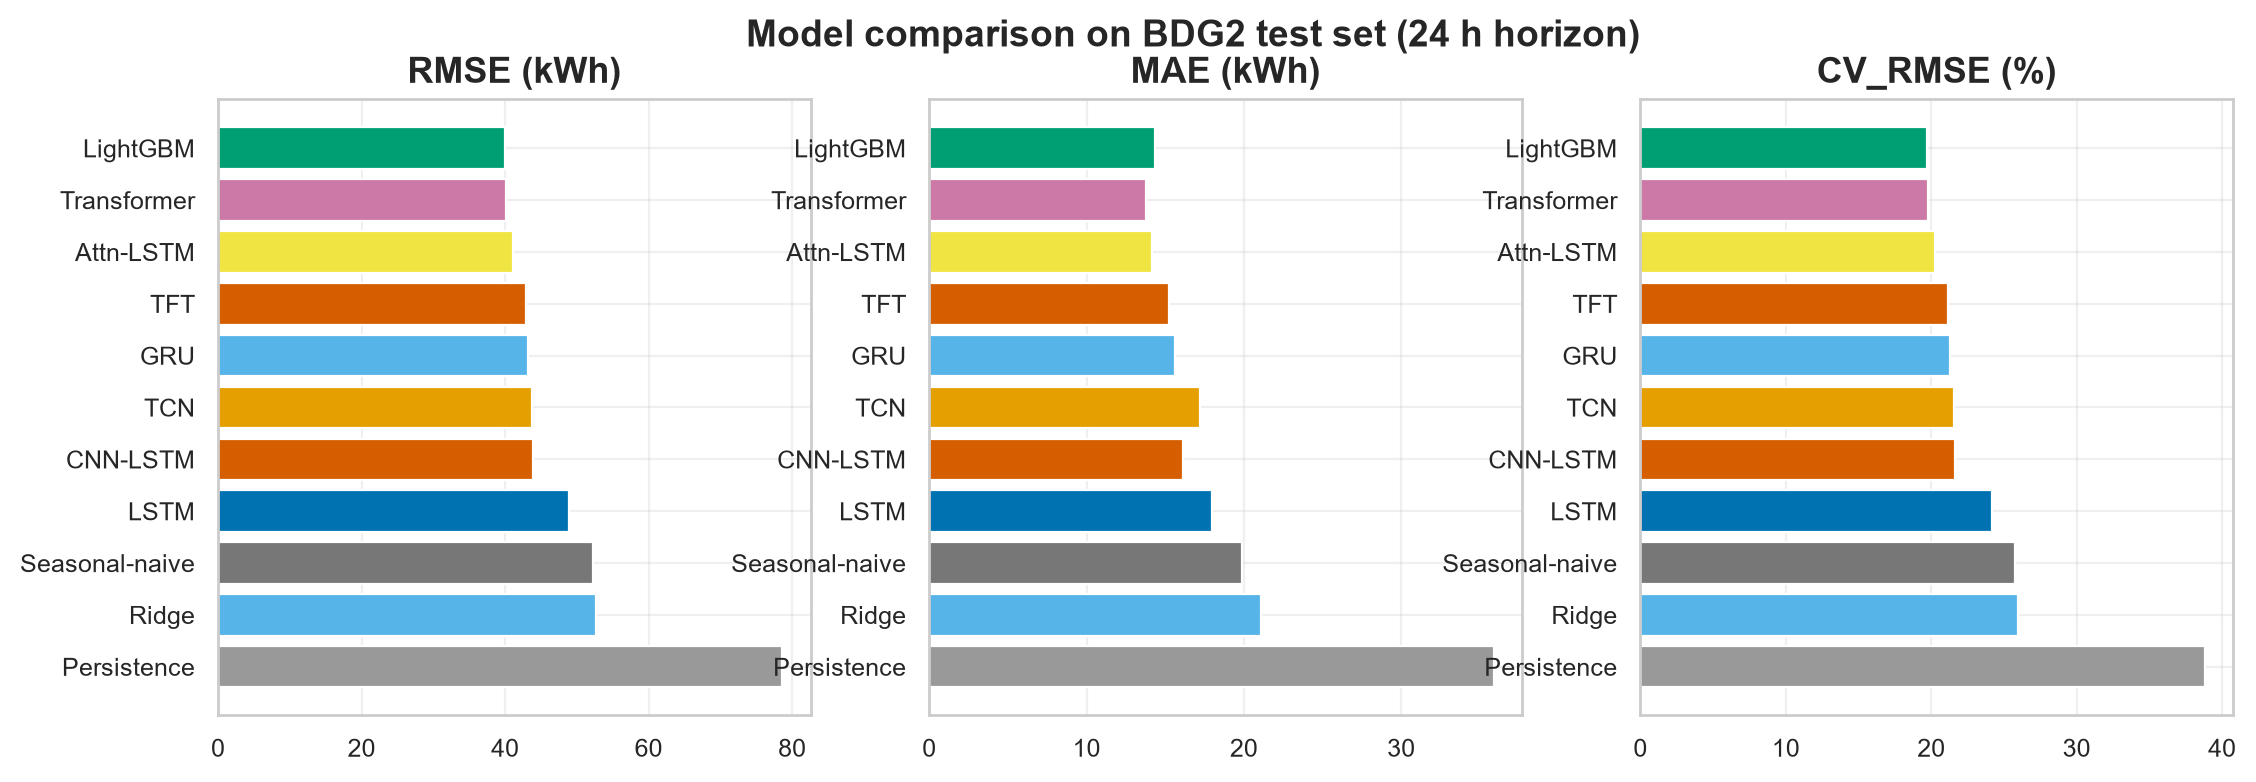 Model comparison on BDG2 test set (24 h horizon)
RMSE (kWh)
LightGBM
Transformer
Attn-LSTM
TFT
GRU
TCN
CNN-LSTM
LSTM
Seasonal-naive
Ridge
Persistence
0 20 40 60 80
MAE (kWh)
LightGBM
Transformer
Attn-LSTM
TFT
GRU
TCN
CNN-LSTM
LSTM
Seasonal-naive
Ridge
Persistence
0 10 20 30
CV_RMSE (%)
LightGBM
Transformer
Attn-LSTM
TFT
GRU
TCN
CNN-LSTM
LSTM
Seasonal-naive
Ridge
Persistence
0 10 20 30 40